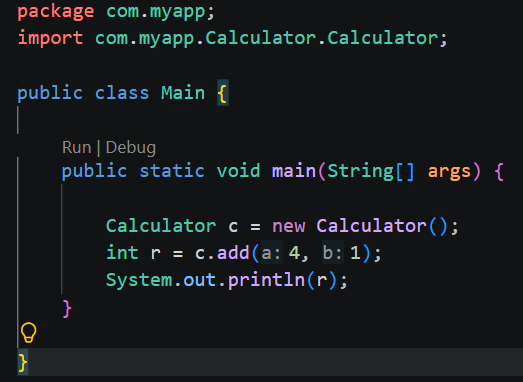 package com.myapp;
import com.myapp.Calculator.Calculator;
public class Main {
Run | Debug
public static void main(String[] args) {
Calculator c = new Calculator();
int r = c.add(a: 4, b: 1);
System.out.println(r);
}
}